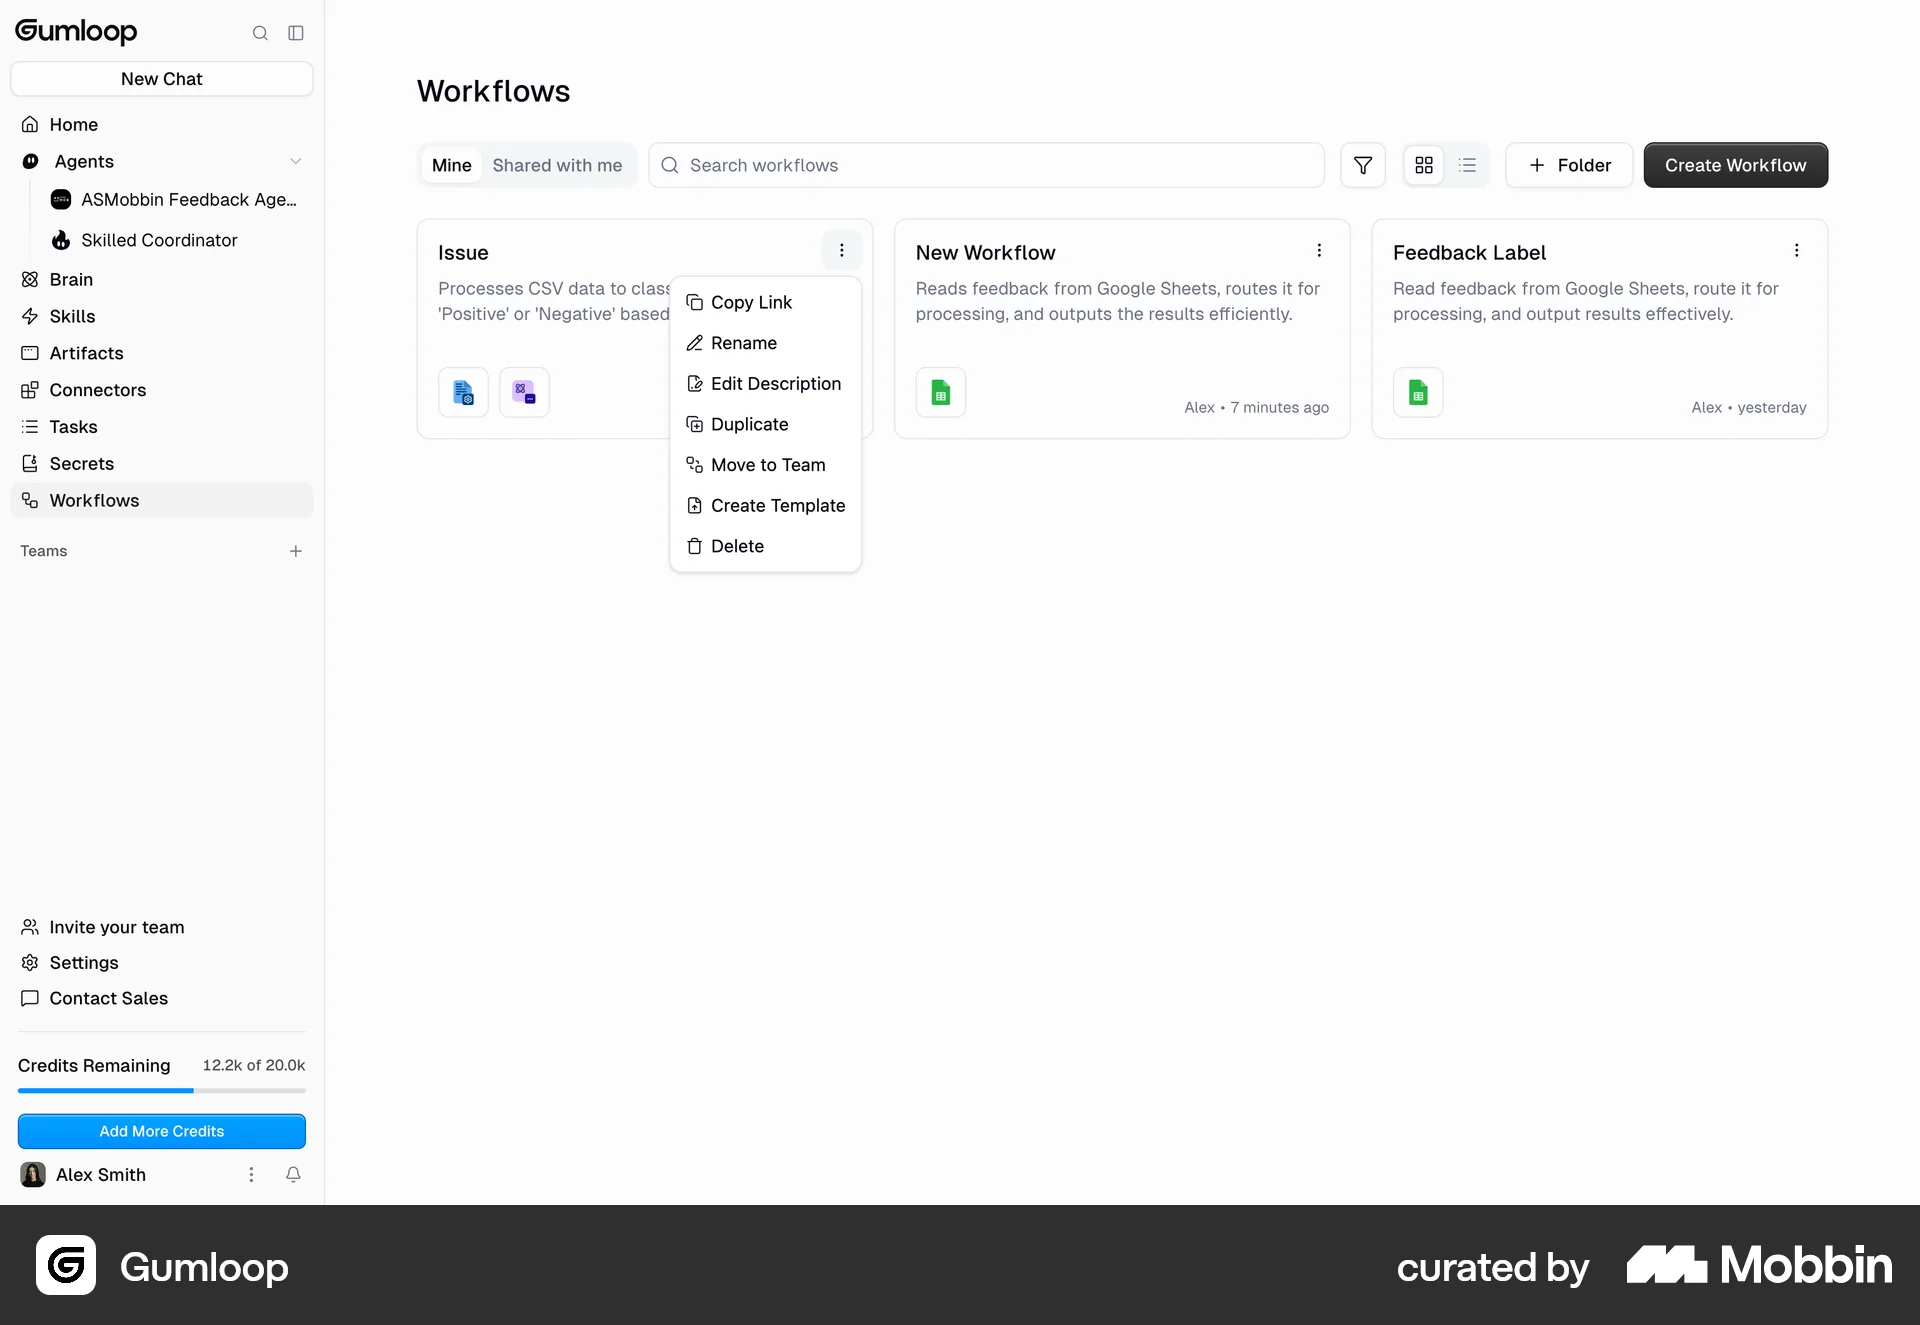 Gumloop
New Chat
Home
Agents
ASMobbin Feedback Age...
Skilled Coordinator
Brain
Skills
Artifacts
Connectors
Tasks
Secrets
Workflows
Teams
Invite your team
Settings
Contact Sales
Credits Remaining 12.2k of 20.0k
Add More Credits
Alex Smith
Workflows
Mine Shared with me Search workflows Folder Create Workflow
Issue
Processes CSV data to clas
'Positive' or 'Negative' based
Copy Link
Rename
Edit Description
Duplicate
Move to Team
Create Template
Delete
New Workflow
Reads feedback from Google Sheets, routes it for
processing, and outputs the results efficiently.
Alex • 7 minutes ago
Feedback Label
Read feedback from Google Sheets, route it for
processing, and output results effectively.
Alex • yesterday
Gumloop
curated by Mobbin